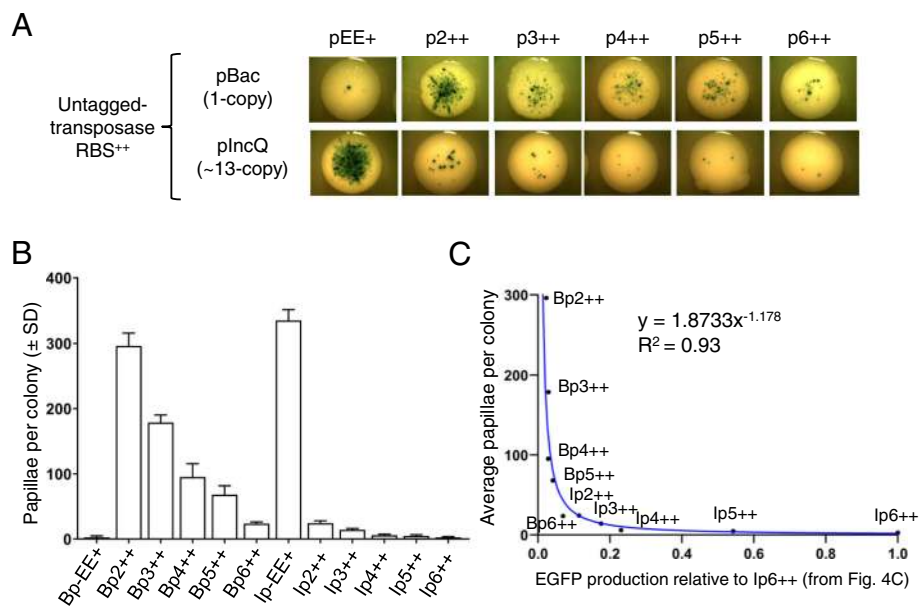 A
pEE+ p2++ p3++ p4++ p5++ p6++
Untagged-
transposase
RBS++
pBac
(1-copy)
pIncQ
(~13-copy)
B
Papillae per colony (± SD)
400
300
200
100
0
Bp-EE+ Bp2++ Bp3++ Bp4++ Bp5++ Bp6++ Ip-EE+ Ip2++ Ip3++ Ip4++ Ip5++ Ip6++
C
Average papillae per colony
300
200
100
0
Bp2++
y = 1.8733x^-1.178
R² = 0.93
Bp3++
Bp4++
Bp5++
Ip2++
Bp6++ Ip3++ Ip4++ Ip5++ Ip6++
0.0 0.2 0.4 0.6 0.8 1.0
EGFP production relative to Ip6++ (from Fig. 4C)